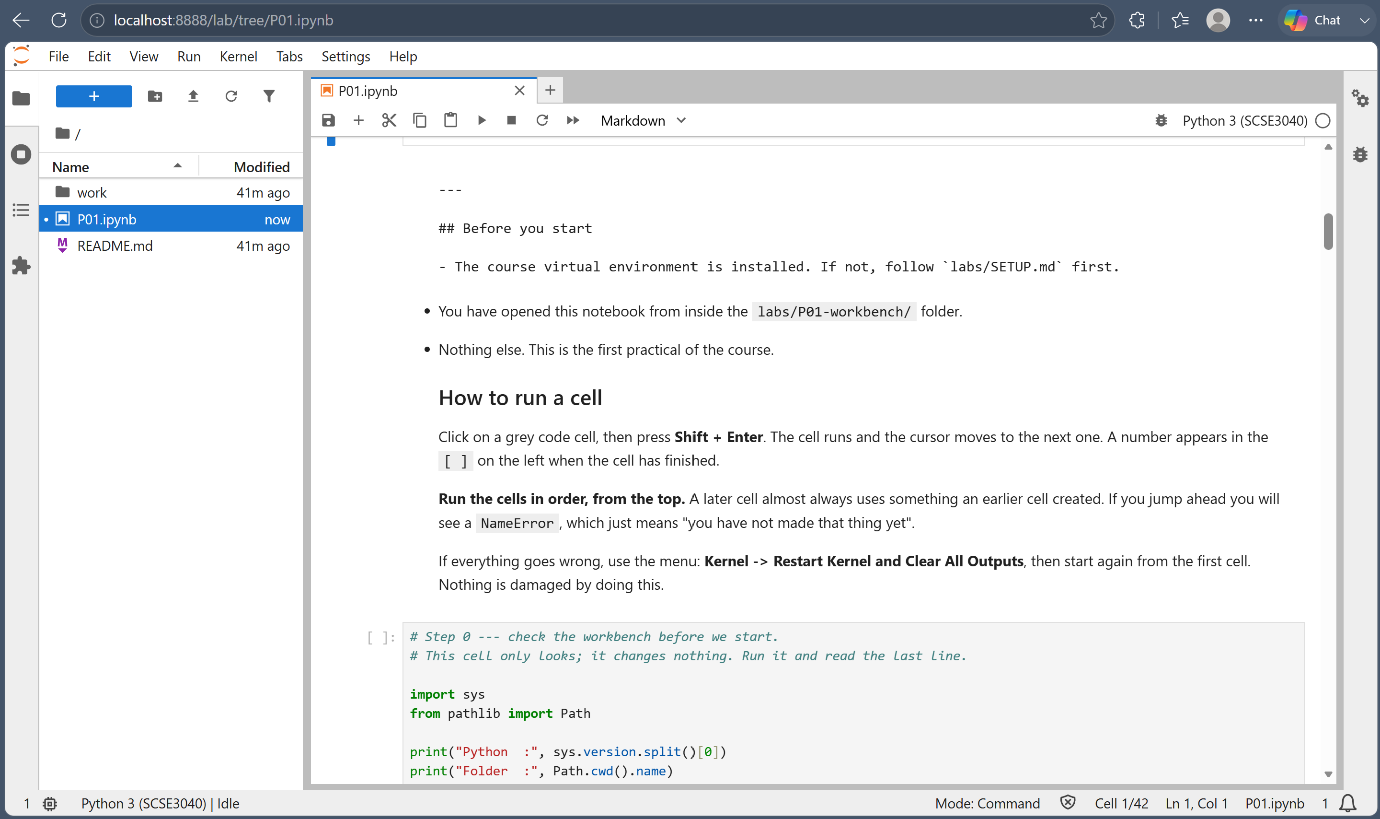 localhost:8888/lab/tree/P01.ipynb
Chat
File Edit View Run Kernel Tabs Settings Help
P01.ipynb
Markdown
Python 3 (SCSE3040)
/
Name Modified
work 41m ago
P01.ipynb now
README.md 41m ago
---
## Before you start
- The course virtual environment is installed. If not, follow `labs/SETUP.md` first.
• You have opened this notebook from inside the labs/P01-workbench/ folder.
• Nothing else. This is the first practical of the course.
How to run a cell
Click on a grey code cell, then press Shift + Enter. The cell runs and the cursor moves to the next one. A number appears in the
[ ] on the left when the cell has finished.
Run the cells in order, from the top. A later cell almost always uses something an earlier cell created. If you jump ahead you will
see a NameError, which just means "you have not made that thing yet".
If everything goes wrong, use the menu: Kernel -> Restart Kernel and Clear All Outputs, then start again from the first cell.
Nothing is damaged by doing this.
[ ]:
# Step 0 --- check the workbench before we start.
# This cell only looks; it changes nothing. Run it and read the last line.
import sys
from pathlib import Path
print("Python  :", sys.version.split()[0])
print("Folder  :", Path.cwd().name)
1 Python 3 (SCSE3040) | Idle Mode: Command Cell 1/42 Ln 1, Col 1 P01.ipynb 1